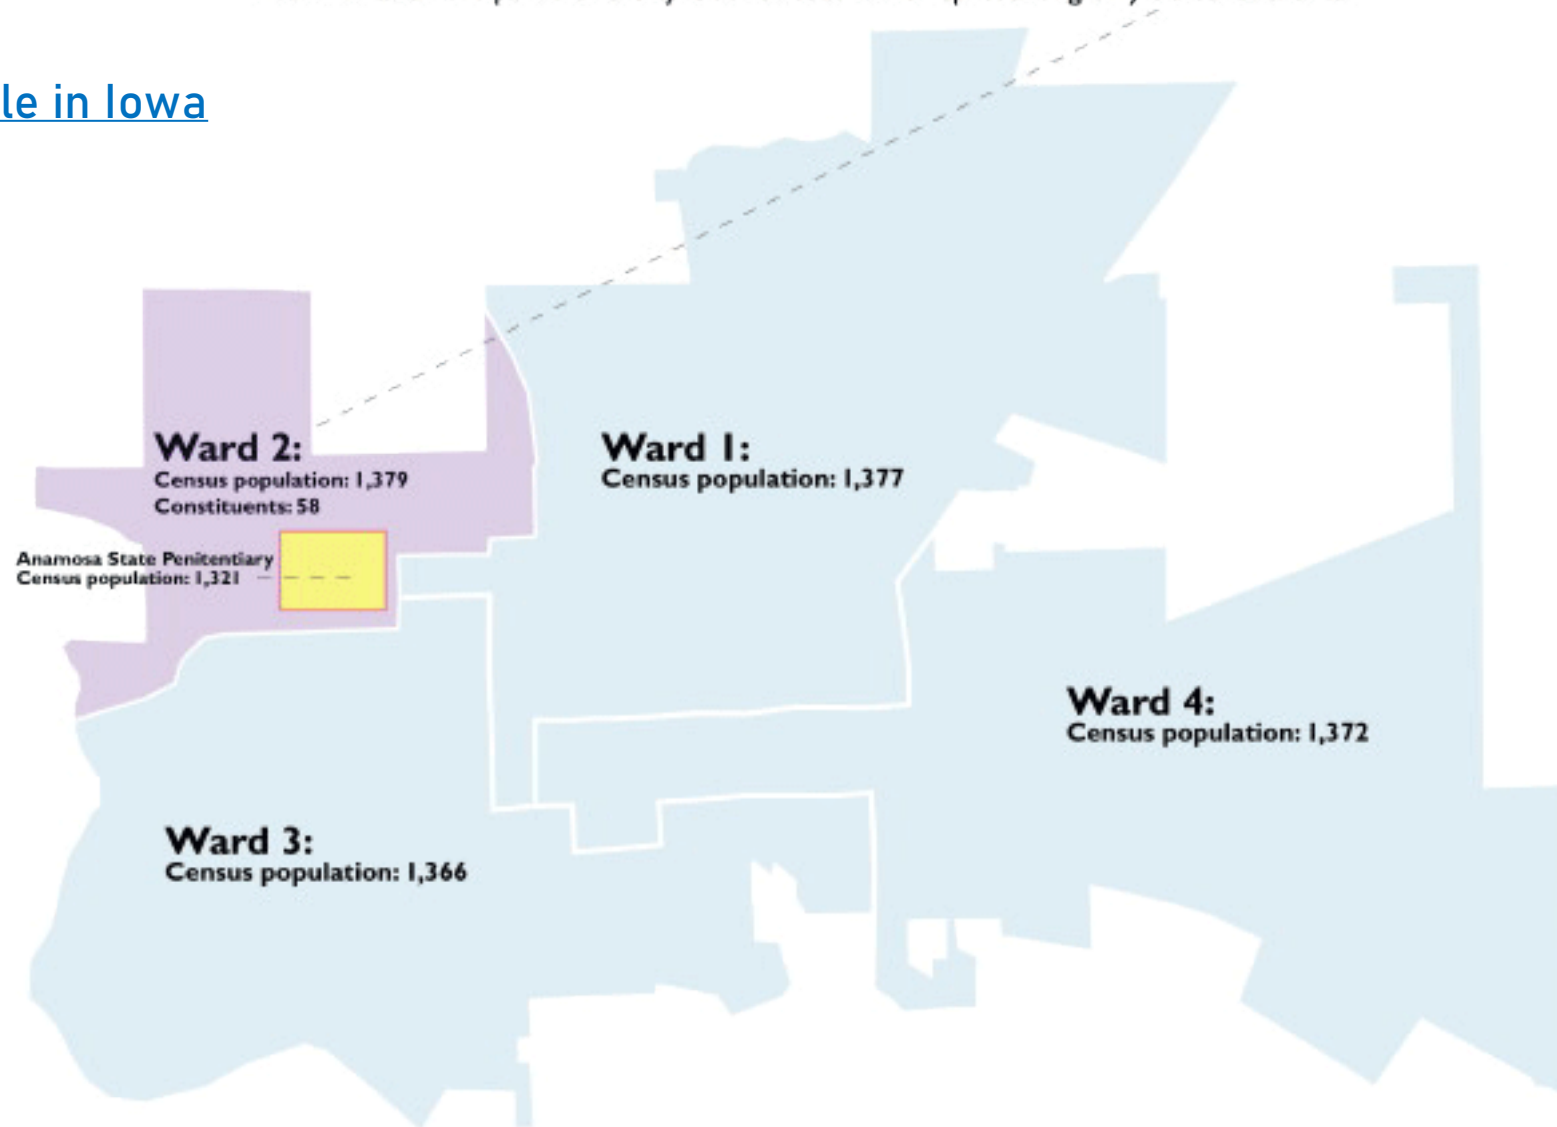 le in Iowa
Ward 2:
Census population: 1,379
Constituents: 58
Ward 1:
Census population: 1,377
Anamosa State Penitentiary
Census population: 1,321
Ward 4:
Census population: 1,372
Ward 3:
Census population: 1,366